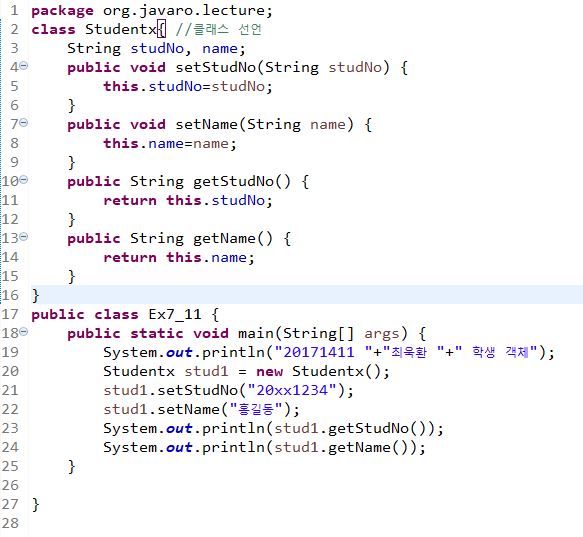 1 package org.javaro.lecture;
2 class Studentx{ //클래스 선언
3     String studNo, name;
4     public void setStudNo(String studNo) {
5         this.studNo=studNo;
6     }
7     public void setName(String name) {
8         this.name=name;
9     }
10     public String getStudNo() {
11         return this.studNo;
12     }
13     public String getName() {
14         return this.name;
15     }
16 }
17 public class Ex7_11 {
18     public static void main(String[] args) {
19         System.out.println("20171411 "+"최욱환 "+" 학생 객체");
20         Studentx stud1 = new Studentx();
21         stud1.setStudNo("20xx1234");
22         stud1.setName("홍길동");
23         System.out.println(stud1.getStudNo());
24         System.out.println(stud1.getName());
25     }
26
27 }
28